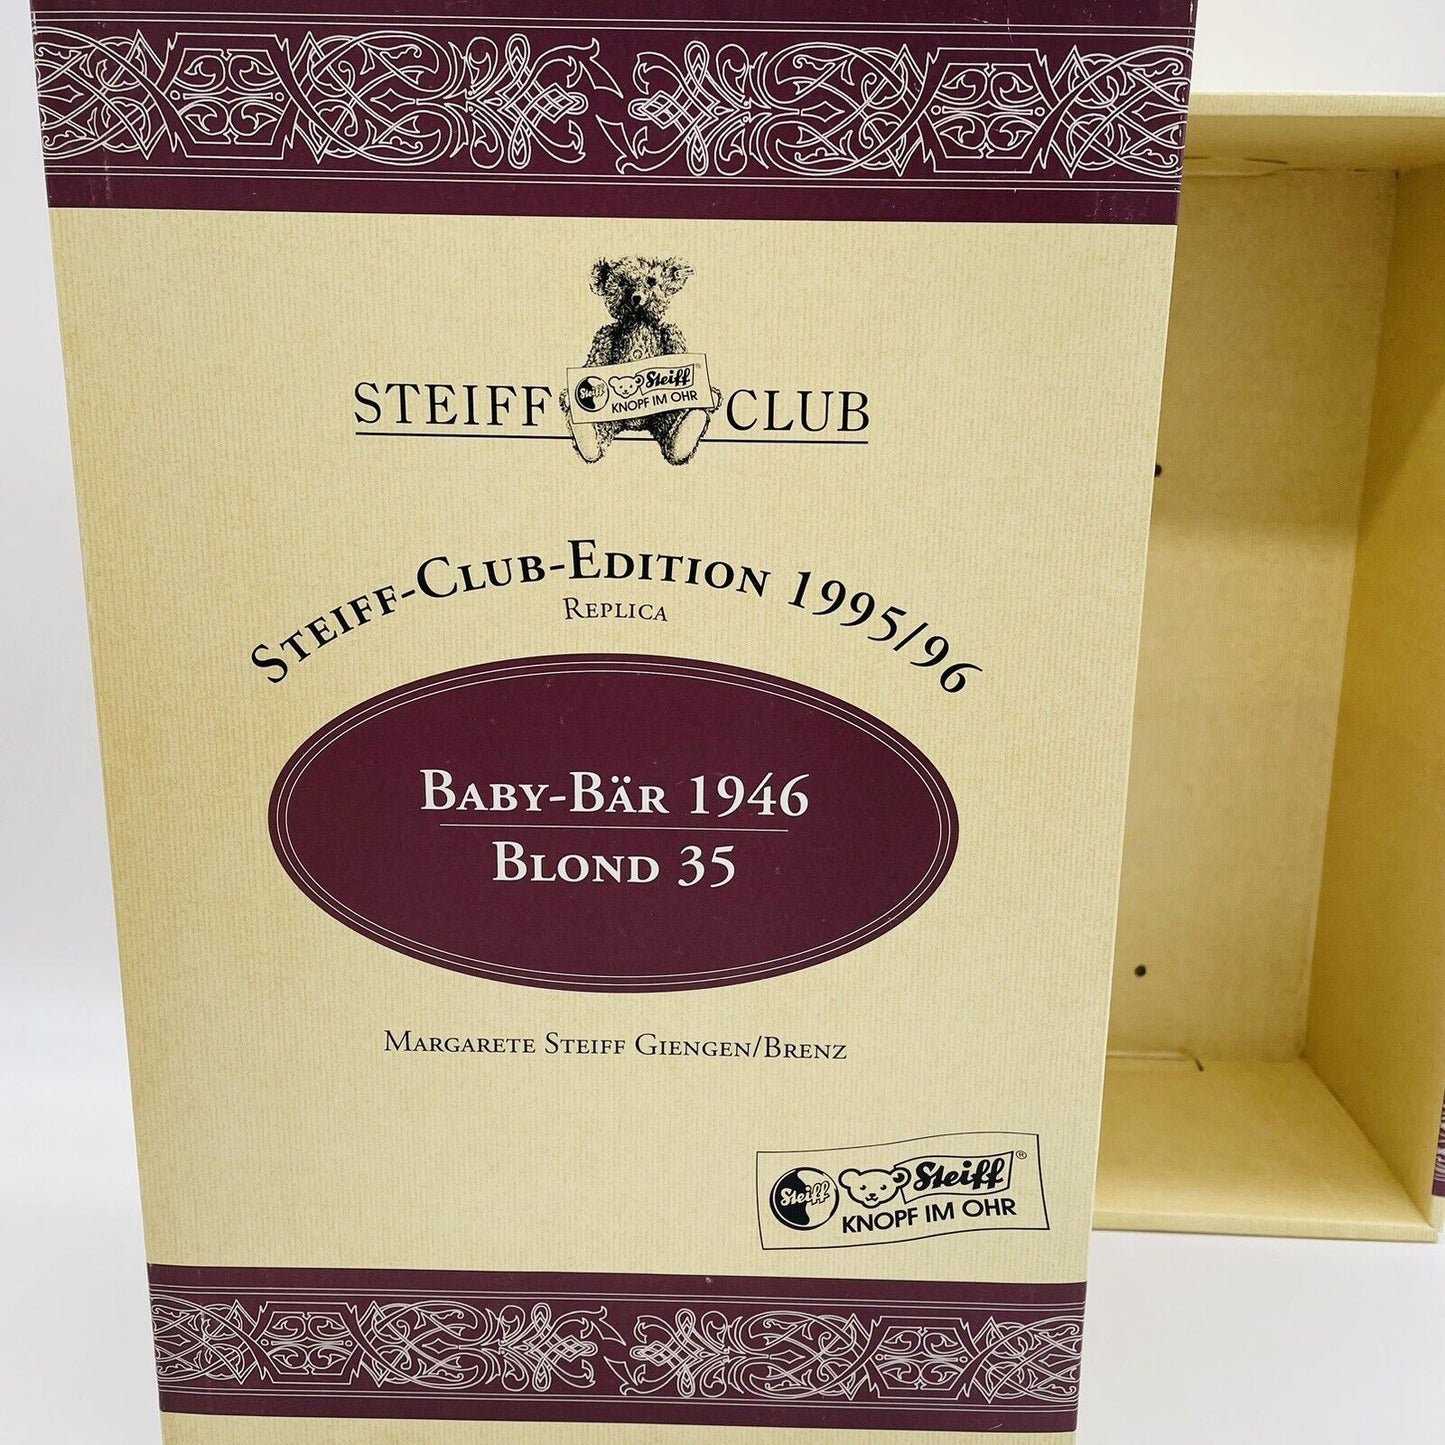 STEIFF CLUB
Steiff
Steiff®
KNOPF IM OHR
STEIFF-CLUB-EDITION 1995/96
REPLICA
BABY-BÄR 1946
BLOND 35
MARGARETE STEIFF GIENGEN/BRENZ
Steiff
Steiff®
KNOPF IM OHR